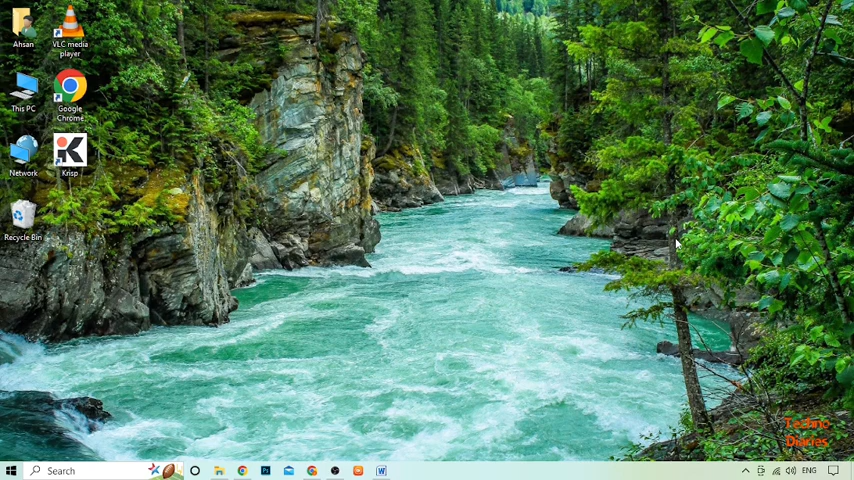 Ahsan
VLC media
player
This PC
Google
Chrome
Network
Krisp
Recycle Bin
Techno
Diaries
Search
ENG